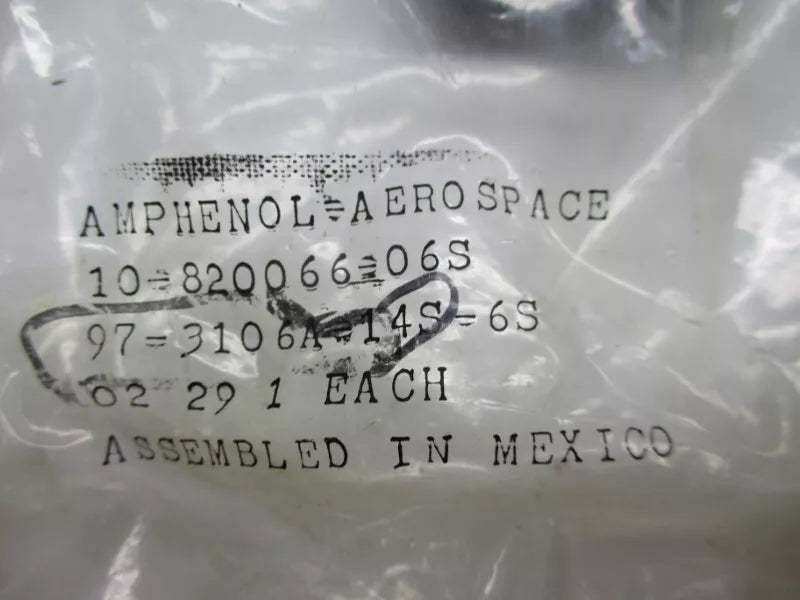 AMPHENOL=AEROSPACE
10=820066=06S
97=3106A=14S=6S
02 29 1 EACH
ASSEMBLED IN MEXICO